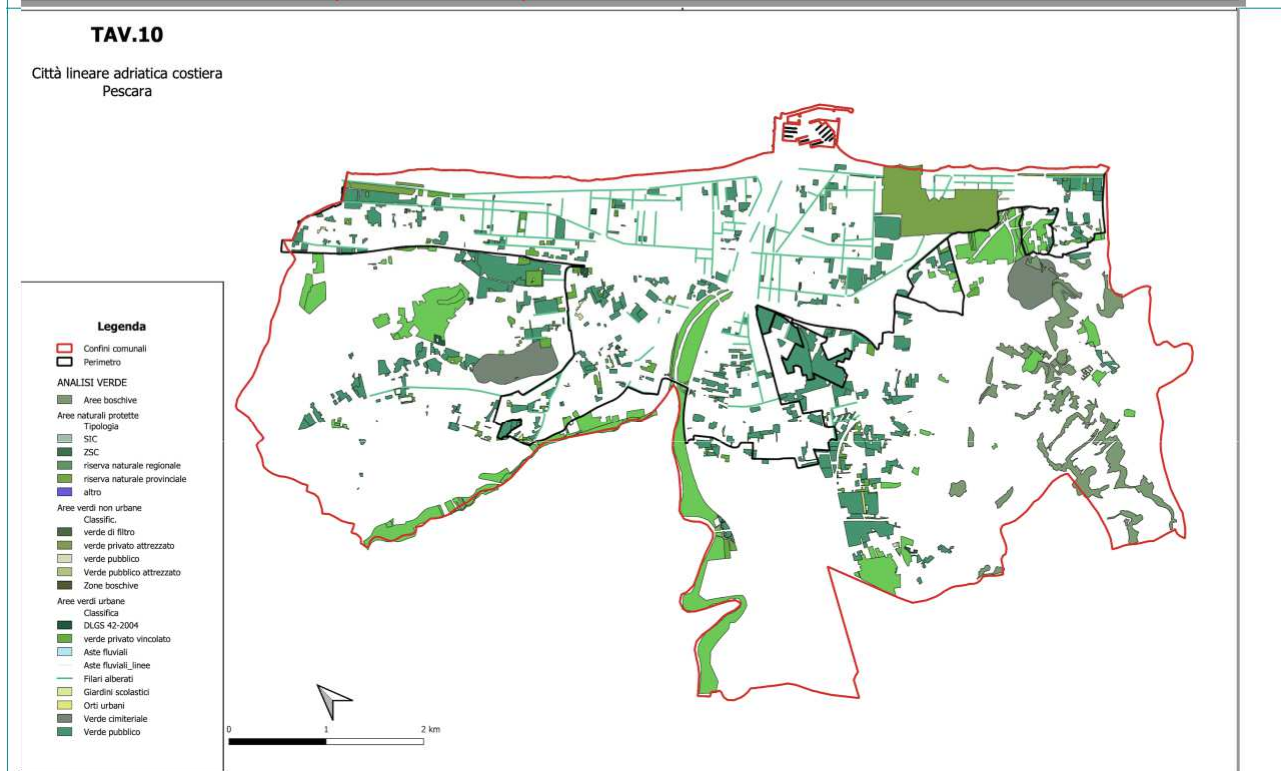 TAV.10
Città lineare adriatica costiera
Pescara
Legenda
Confini comunali
Perimetro
ANALISI VERDE
Aree boschive
Aree naturali protette
Tipologia
SIC
ZSC
riserva naturale regionale
riserva naturale provinciale
altro
Aree verdi non urbane
Classific.
verde di filtro
verde privato attrezzato
verde pubblico
Verde pubblico attrezzato
Zone boschive
Aree verdi urbane
Classifica
DLGS 42-2004
verde privato vincolato
Aste fluviali
Aste fluviali_linee
Filari alberati
Giardini scolastici
Orti urbani
Verde cimiteriale
Verde pubblico
0 1 2 km